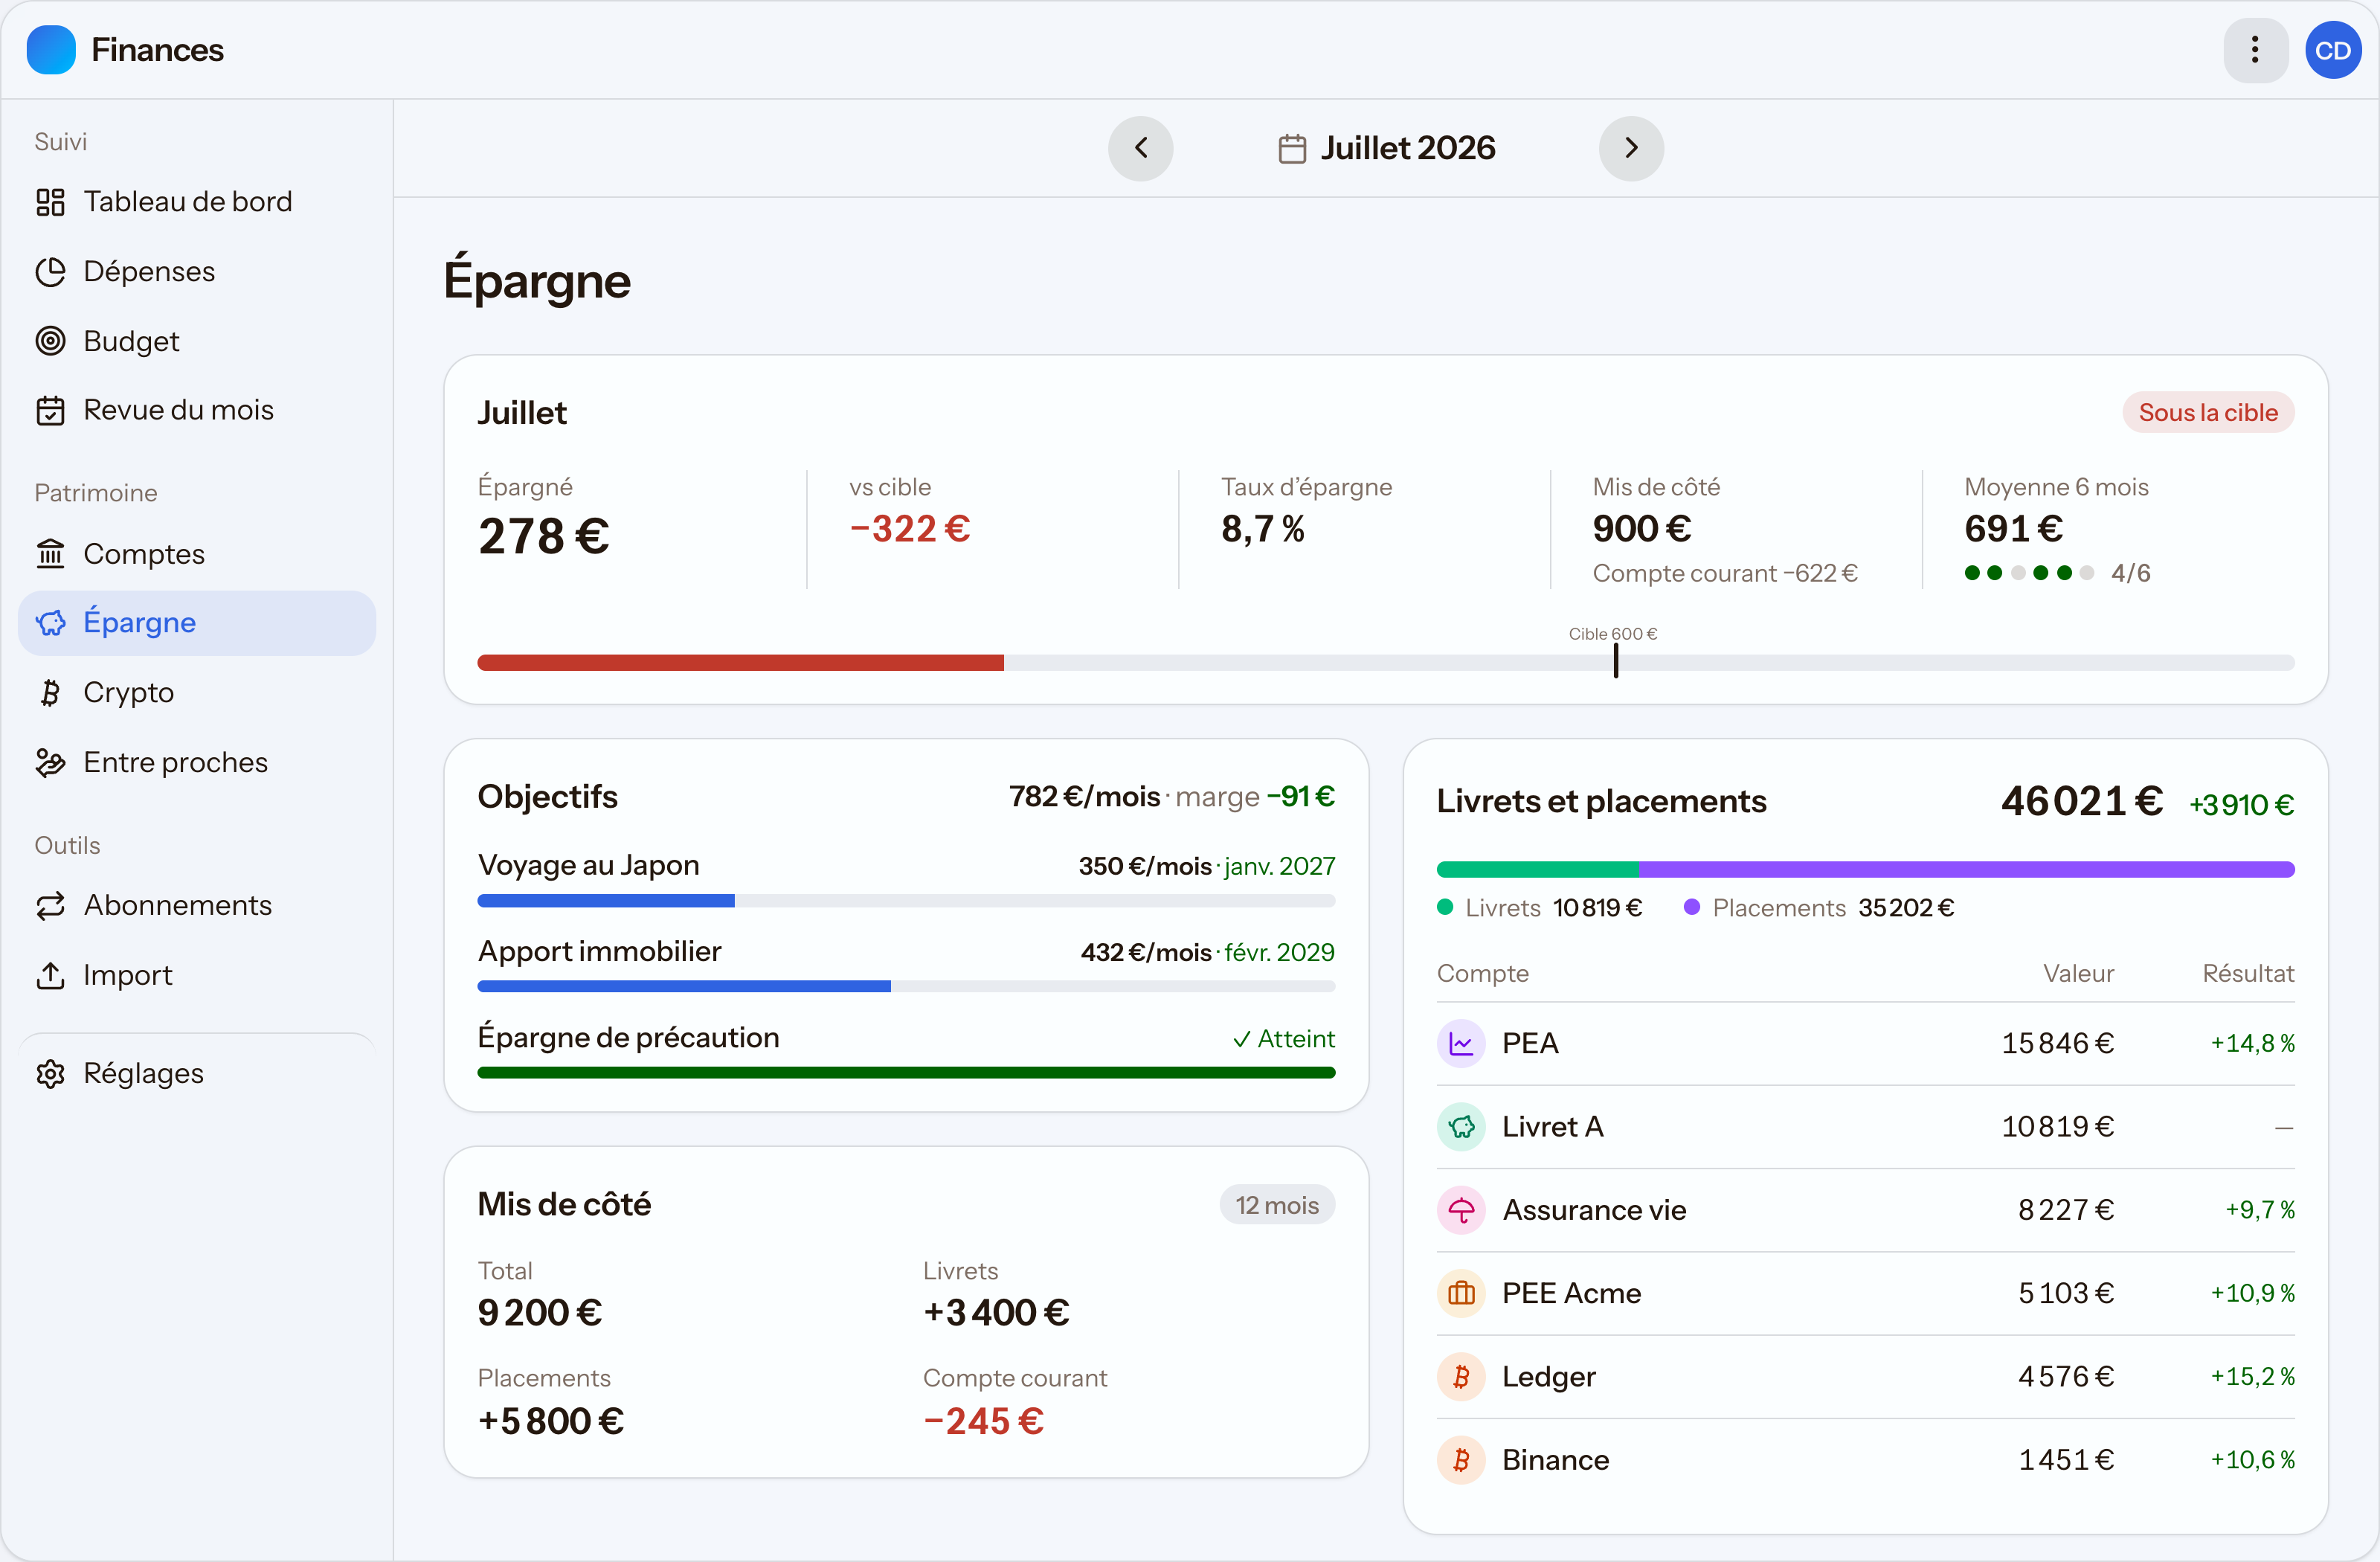 Finances
CD
Suivi
Tableau de bord
Dépenses
Budget
Revue du mois
Patrimoine
Comptes
Épargne
Crypto
Entre proches
Outils
Abonnements
Import
Réglages
Juillet 2026
Épargne
Juillet
Sous la cible
Épargné
278 €
vs cible
−322 €
Taux d’épargne
8,7 %
Mis de côté
900 €
Compte courant −622 €
Moyenne 6 mois
691 €
4/6
Cible 600 €
Objectifs
782 €/mois · marge −91 €
Voyage au Japon
350 €/mois · janv. 2027
Apport immobilier
432 €/mois · févr. 2029
Épargne de précaution
✓ Atteint
Mis de côté
12 mois
Total
9 200 €
Livrets
+3 400 €
Placements
+5 800 €
Compte courant
−245 €
Livrets et placements
46 021 €
+3 910 €
Livrets 10 819 €
Placements 35 202 €
Compte Valeur Résultat
PEA 15 846 € +14,8 %
Livret A 10 819 € —
Assurance vie 8 227 € +9,7 %
PEE Acme 5 103 € +10,9 %
Ledger 4 576 € +15,2 %
Binance 1 451 € +10,6 %